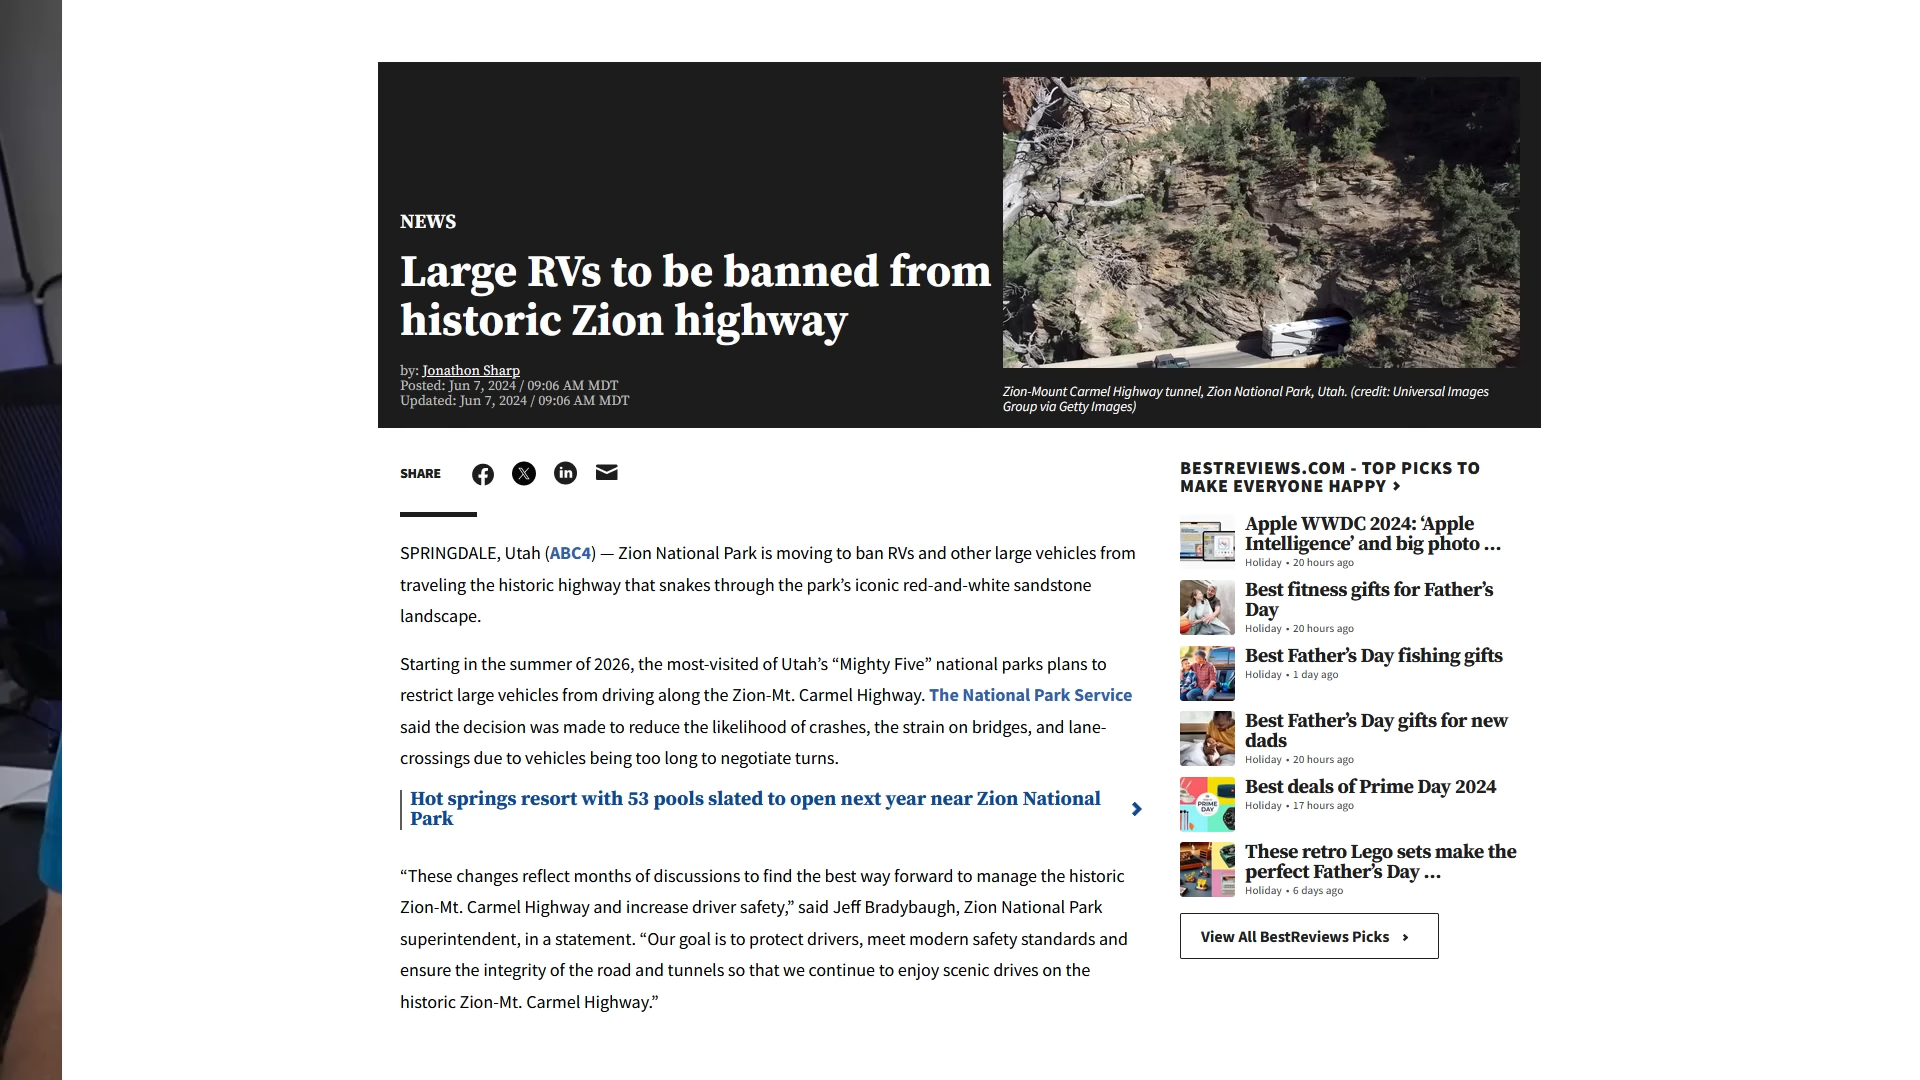 NEWS
Large RVs to be banned from
historic Zion highway
by: Jonathon Sharp
Posted: Jun 7, 2024 / 09:06 AM MDT
Updated: Jun 7, 2024 / 09:06 AM MDT
Zion-Mount Carmel Highway tunnel, Zion National Park, Utah. (credit: Universal Images
Group via Getty Images)
SHARE
SPRINGDALE, Utah (ABC4) — Zion National Park is moving to ban RVs and other large vehicles from
traveling the historic highway that snakes through the park’s iconic red-and-white sandstone
landscape.
Starting in the summer of 2026, the most-visited of Utah’s “Mighty Five” national parks plans to
restrict large vehicles from driving along the Zion-Mt. Carmel Highway. The National Park Service
said the decision was made to reduce the likelihood of crashes, the strain on bridges, and lane-
crossings due to vehicles being too long to negotiate turns.
Hot springs resort with 53 pools slated to open next year near Zion National
Park
“These changes reflect months of discussions to find the best way forward to manage the historic
Zion-Mt. Carmel Highway and increase driver safety,” said Jeff Bradybaugh, Zion National Park
superintendent, in a statement. “Our goal is to protect drivers, meet modern safety standards and
ensure the integrity of the road and tunnels so that we continue to enjoy scenic drives on the
historic Zion-Mt. Carmel Highway.”
BESTREVIEWS.COM - TOP PICKS TO
MAKE EVERYONE HAPPY ›
Apple WWDC 2024: ‘Apple
Intelligence’ and big photo …
Holiday • 20 hours ago
Best fitness gifts for Father’s
Day
Holiday • 20 hours ago
Best Father’s Day fishing gifts
Holiday • 1 day ago
Best Father’s Day gifts for new
dads
Holiday • 20 hours ago
PRIME
DAY
Best deals of Prime Day 2024
Holiday • 17 hours ago
These retro Lego sets make the
perfect Father’s Day …
Holiday • 6 days ago
View All BestReviews Picks ›